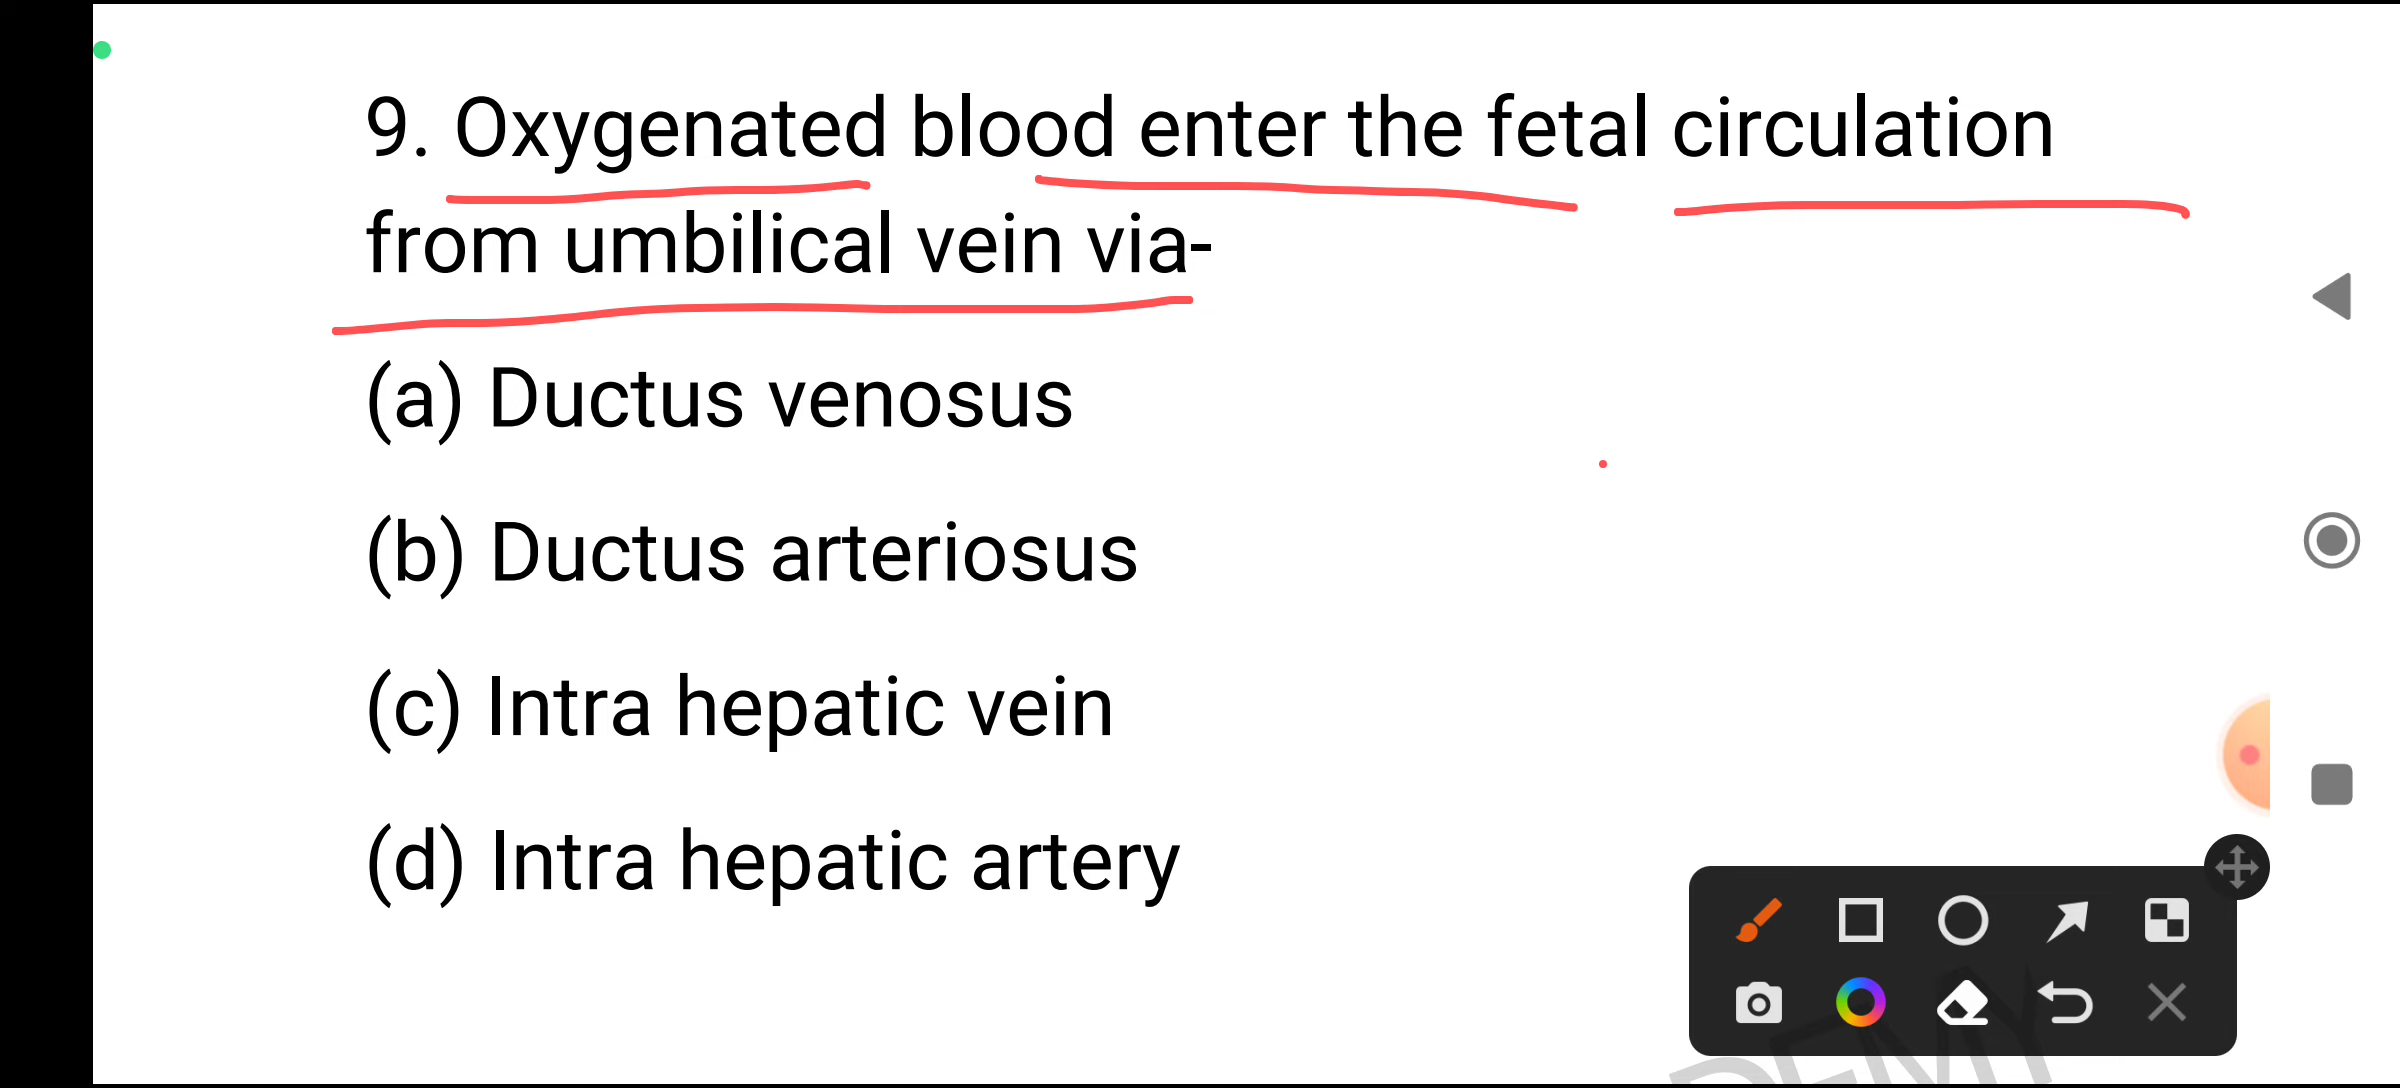 9. Oxygenated blood enter the fetal circulation
from umbilical vein via-
(a) Ductus venosus
(b) Ductus arteriosus
(c) Intra hepatic vein
(d) Intra hepatic artery